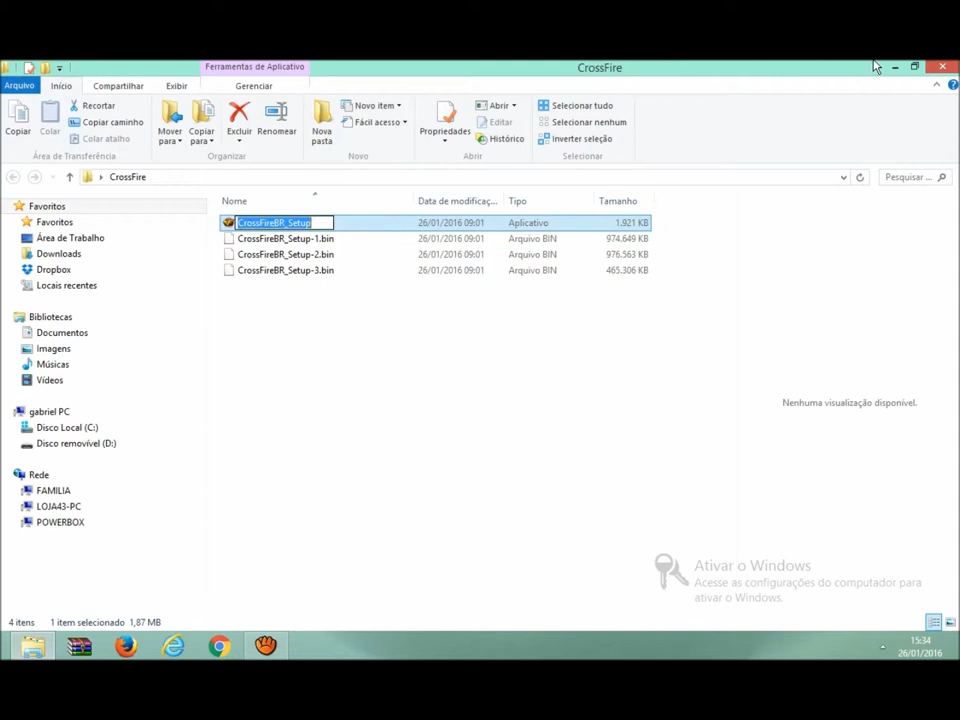 Ferramentas de Aplicativo
CrossFire
Arquivo Início Compartilhar Exibir Gerenciar
Copiar
Colar
Recortar
Copiar caminho
Colar atalho
Área de Transferência
Mover para
Copiar para
Excluir
Renomear
Organizar
Nova pasta
Novo item
Fácil acesso
Novo
Propriedades
Abrir
Editar
Histórico
Abrir
Selecionar tudo
Selecionar nenhum
Inverter seleção
Selecionar
CrossFire
Pesquisar ...
Nome Data de modificaç... Tipo Tamanho
CrossFireBR_Setup 26/01/2016 09:01 Aplicativo 1.921 KB
CrossFireBR_Setup-1.bin 26/01/2016 09:01 Arquivo BIN 974.649 KB
CrossFireBR_Setup-2.bin 26/01/2016 09:01 Arquivo BIN 976.563 KB
CrossFireBR_Setup-3.bin 26/01/2016 09:01 Arquivo BIN 465.306 KB
Favoritos
Favoritos
Área de Trabalho
Downloads
Dropbox
Locais recentes
Bibliotecas
Documentos
Imagens
Músicas
Vídeos
gabriel PC
Disco Local (C:)
Disco removível (D:)
Rede
FAMILIA
LOJA43-PC
POWERBOX
Nenhuma visualização disponível.
Ativar o Windows
Acesse as configurações do computador para
ativar o Windows.
4 itens 1 item selecionado 1,87 MB
15:34
26/01/2016